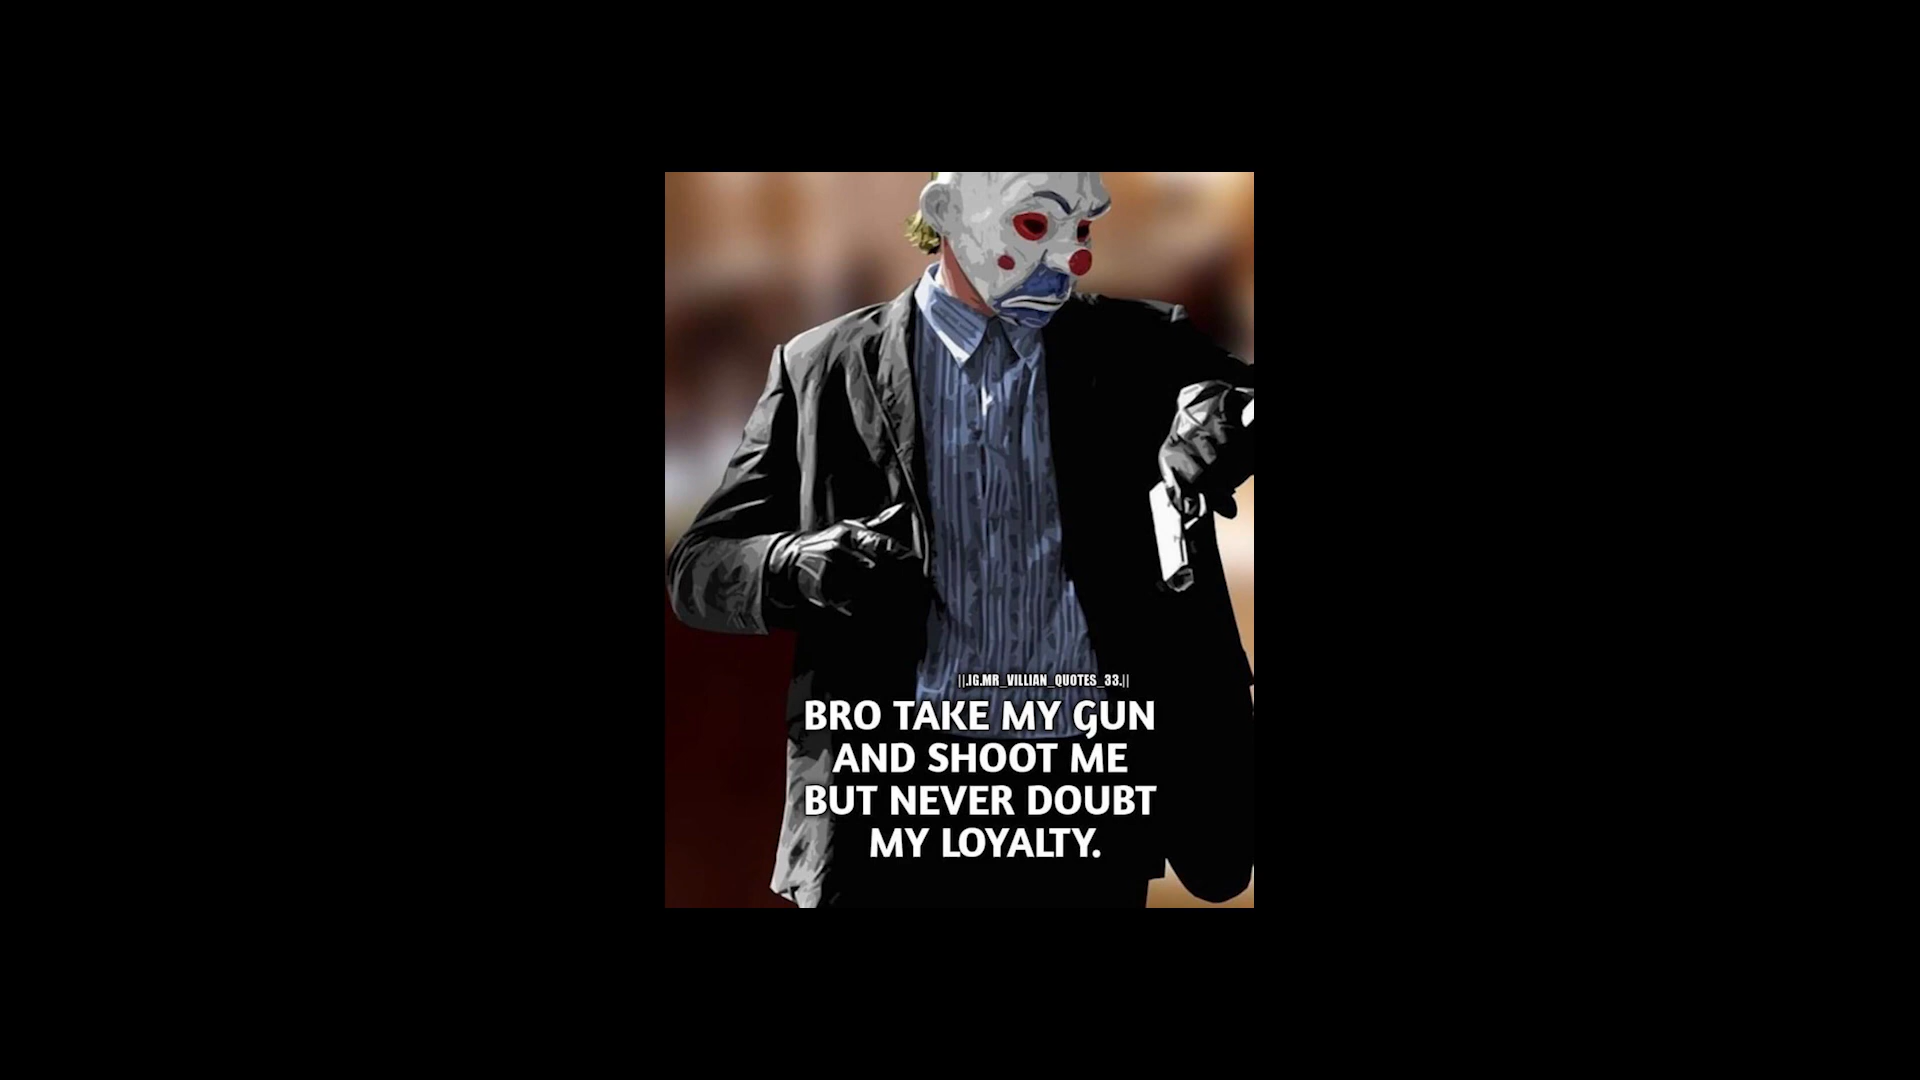 ||.IG.MR_VILLIAN_QUOTES_33.||
BRO TAKE MY GUN
AND SHOOT ME
BUT NEVER DOUBT
MY LOYALTY.